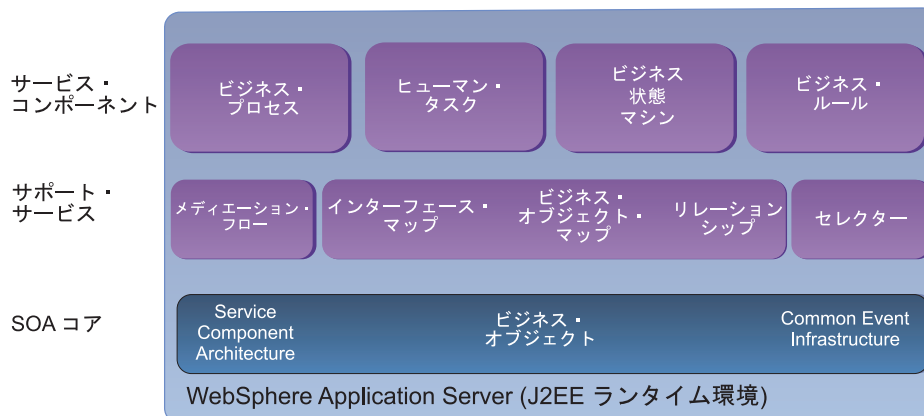 サービス・
コンポーネント
ビジネス・
プロセス
ヒューマン・
タスク
ビジネス
状態
マシン
ビジネス・
ルール
サポート・
サービス
メディエーション・
フロー
インターフェース・
マップ
ビジネス・
オブジェクト・
マップ
リレーション
シップ
セレクター
SOA コア
Service
Component
Architecture
ビジネス・
オブジェクト
Common Event
Infrastructure
WebSphere Application Server (J2EE ランタイム環境)